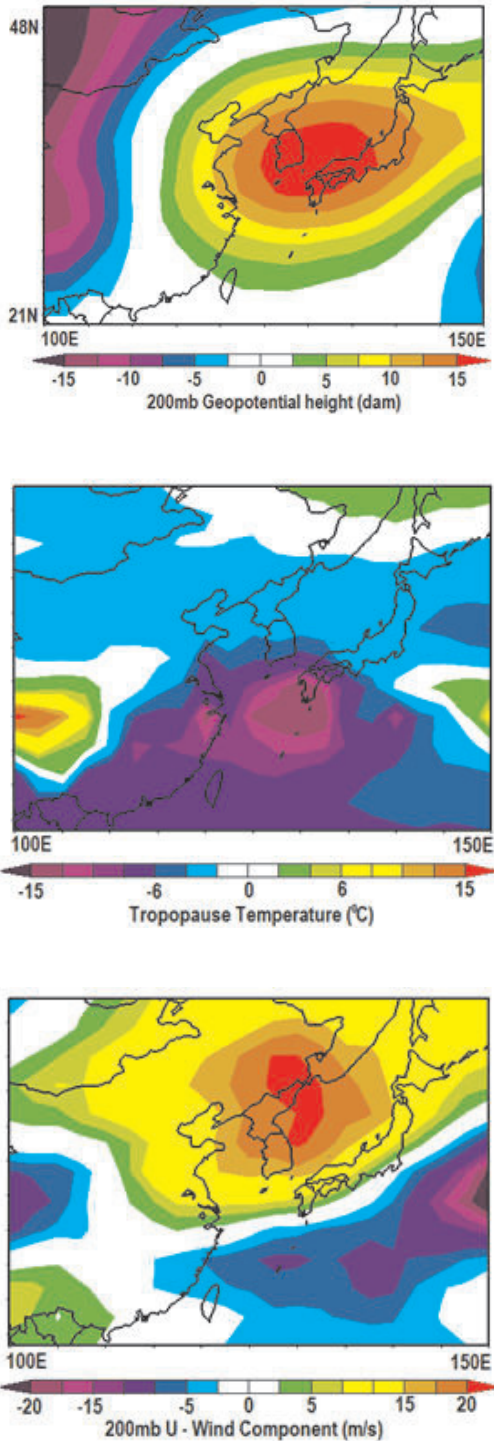 48N
21N
100E 150E
-15 -10 -5 0 5 10 15
200mb Geopotential height (dam)
100E 150E
-15 -6 0 6 15
Tropopause Temperature (⁰C)
100E 150E
-20 -15 -5 0 5 15 20
200mb U - Wind Component (m/s)